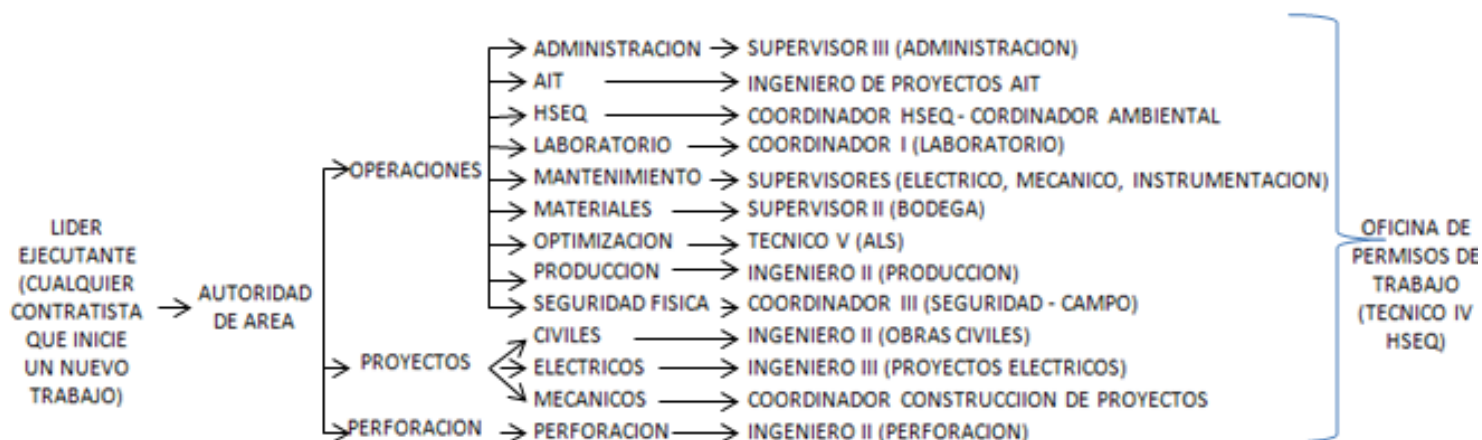 LIDER
EJECUTANTE
(CUALQUIER
CONTRATISTA
QUE INICIE
UN NUEVO
TRABAJO)
AUTORIDAD
DE AREA
OPERACIONES
ADMINISTRACION SUPERVISOR III (ADMINISTRACION)
AIT INGENIERO DE PROYECTOS AIT
HSEQ COORDINADOR HSEQ - CORDINADOR AMBIENTAL
LABORATORIO COORDINADOR I (LABORATORIO)
MANTENIMIENTO SUPERVISORES (ELECTRICO, MECANICO, INSTRUMENTACION)
MATERIALES SUPERVISOR II (BODEGA)
OPTIMIZACION TECNICO V (ALS)
PRODUCCION INGENIERO II (PRODUCCION)
SEGURIDAD FISICA COORDINADOR III (SEGURIDAD - CAMPO)
PROYECTOS
CIVILES INGENIERO II (OBRAS CIVILES)
ELECTRICOS INGENIERO III (PROYECTOS ELECTRICOS)
MECANICOS COORDINADOR CONSTRUCCIION DE PROYECTOS
PERFORACION PERFORACION INGENIERO II (PERFORACION)
OFICINA DE
PERMISOS DE
TRABAJO
(TECNICO IV
HSEQ)